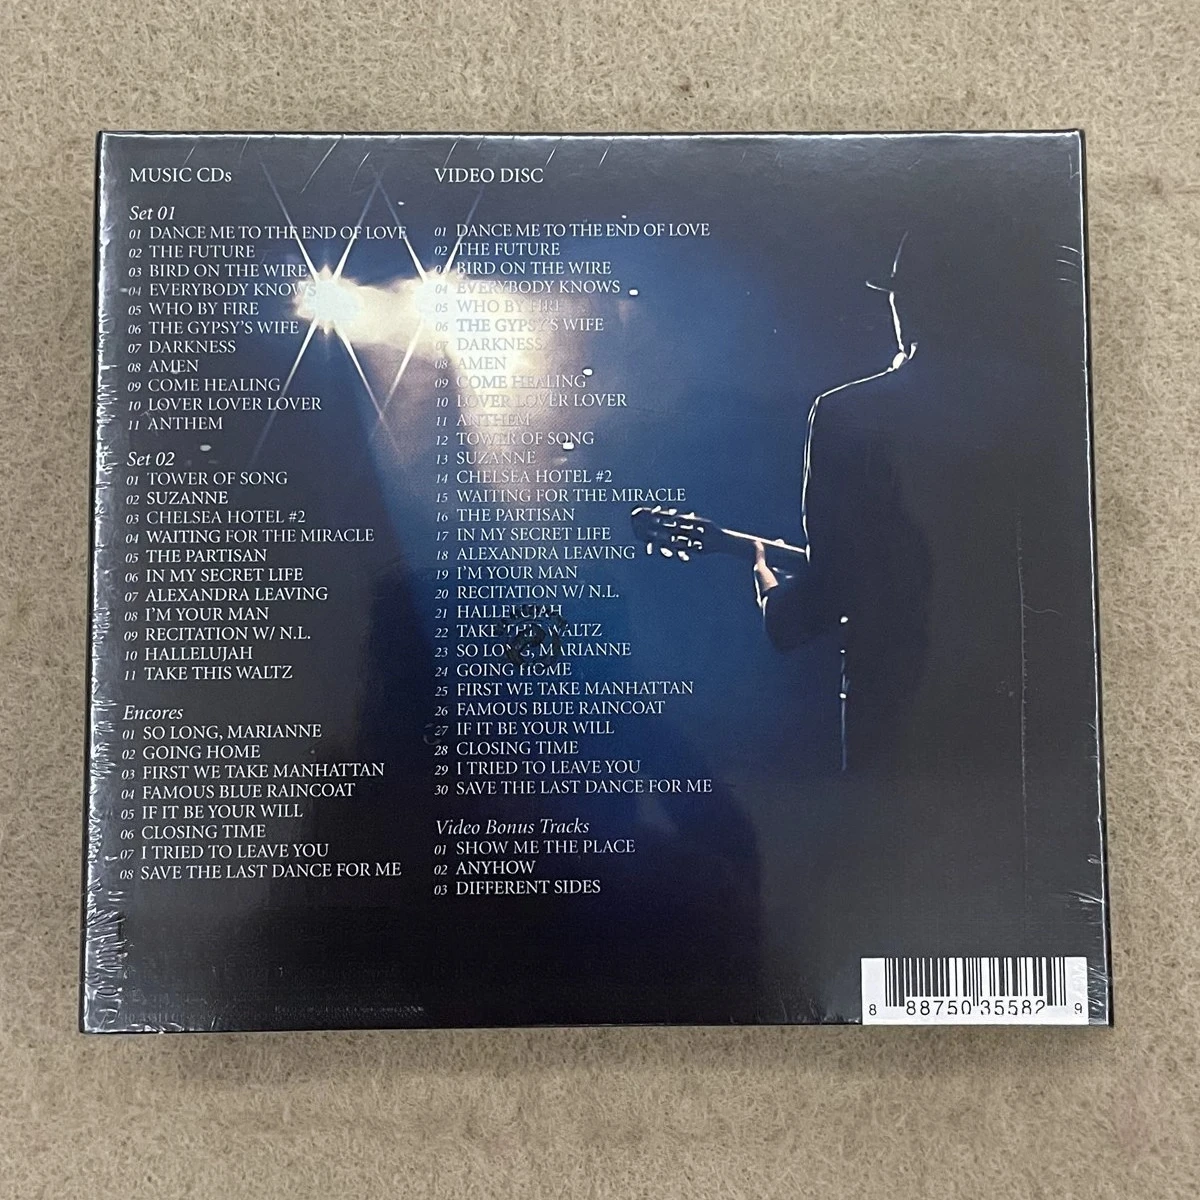 MUSIC CDs
Set 01
01 DANCE ME TO THE END OF LOVE
02 THE FUTURE
03 BIRD ON THE WIRE
04 EVERYBODY KNOWS
05 WHO BY FIRE
06 THE GYPSY'S WIFE
07 DARKNESS
08 AMEN
09 COME HEALING
10 LOVER LOVER LOVER
11 ANTHEM
Set 02
01 TOWER OF SONG
02 SUZANNE
03 CHELSEA HOTEL #2
04 WAITING FOR THE MIRACLE
05 THE PARTISAN
06 IN MY SECRET LIFE
07 ALEXANDRA LEAVING
08 I'M YOUR MAN
09 RECITATION W/ N.L.
10 HALLELUJAH
11 TAKE THIS WALTZ
Encores
01 SO LONG, MARIANNE
02 GOING HOME
03 FIRST WE TAKE MANHATTAN
04 FAMOUS BLUE RAINCOAT
05 IF IT BE YOUR WILL
06 CLOSING TIME
07 I TRIED TO LEAVE YOU
08 SAVE THE LAST DANCE FOR ME
VIDEO DISC
01 DANCE ME TO THE END OF LOVE
02 THE FUTURE
03 BIRD ON THE WIRE
04 EVERYBODY KNOWS
05 WHO BY FIRE
06 THE GYPSY'S WIFE
07 DARKNESS
08 AMEN
09 COME HEALING
10 LOVER LOVER LOVER
11 ANTHEM
12 TOWER OF SONG
13 SUZANNE
14 CHELSEA HOTEL #2
15 WAITING FOR THE MIRACLE
16 THE PARTISAN
17 IN MY SECRET LIFE
18 ALEXANDRA LEAVING
19 I'M YOUR MAN
20 RECITATION W/ N.L.
21 HALLELUJAH
22 TAKE THIS WALTZ
23 SO LONG, MARIANNE
24 GOING HOME
25 FIRST WE TAKE MANHATTAN
26 FAMOUS BLUE RAINCOAT
27 IF IT BE YOUR WILL
28 CLOSING TIME
29 I TRIED TO LEAVE YOU
30 SAVE THE LAST DANCE FOR ME
Video Bonus Tracks
01 SHOW ME THE PLACE
02 ANYHOW
03 DIFFERENT SIDES
8 88750 35582 9